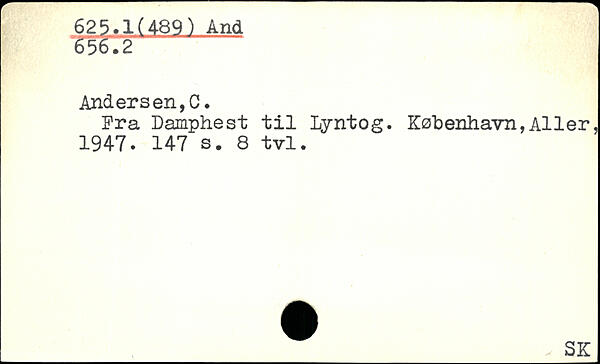 625.1(489) And
656.2
Andersen,C.
Fra Damphest til Lyntog. København,Aller,
1947. 147 s. 8 tvl.
SK